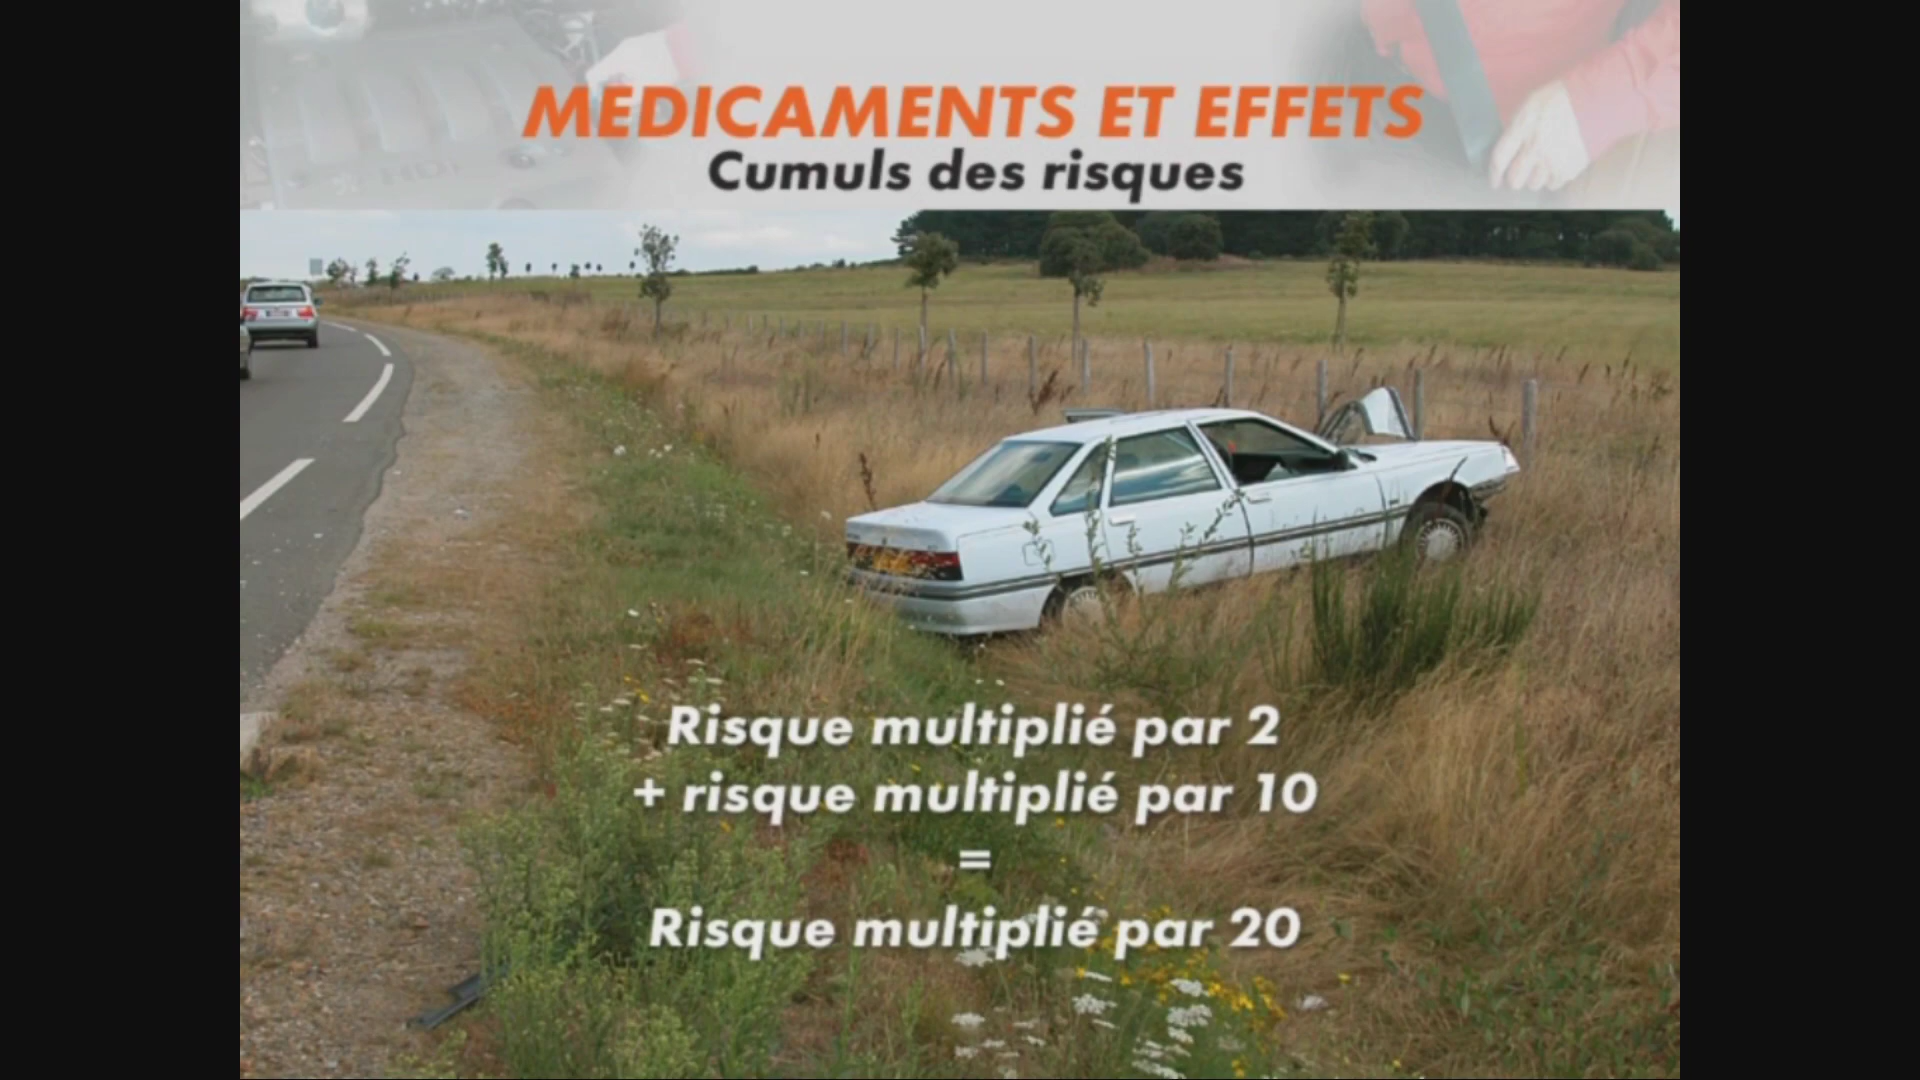 MEDICAMENTS ET EFFETS
Cumuls des risques
Risque multiplié par 2
+ risque multiplié par 10
=
Risque multiplié par 20